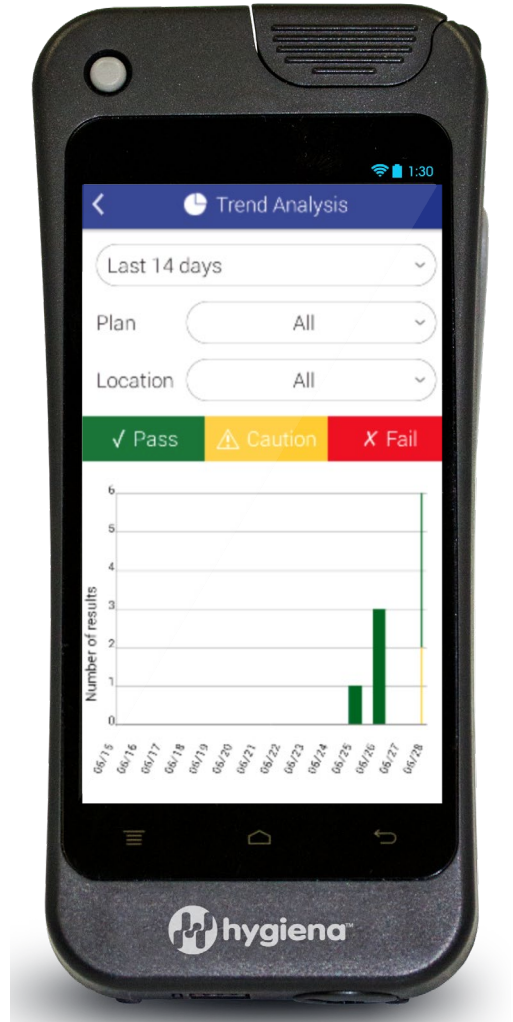 1:30
Trend Analysis
Last 14 days
Plan All
Location All
√ Pass ⚠ Caution X Fail
6
5
4
3
2
1
0
Number of results
06/15 06/16 06/17 06/18 06/19 06/20 06/21 06/22 06/23 06/24 06/25 06/26 06/27 06/28
hygiena™